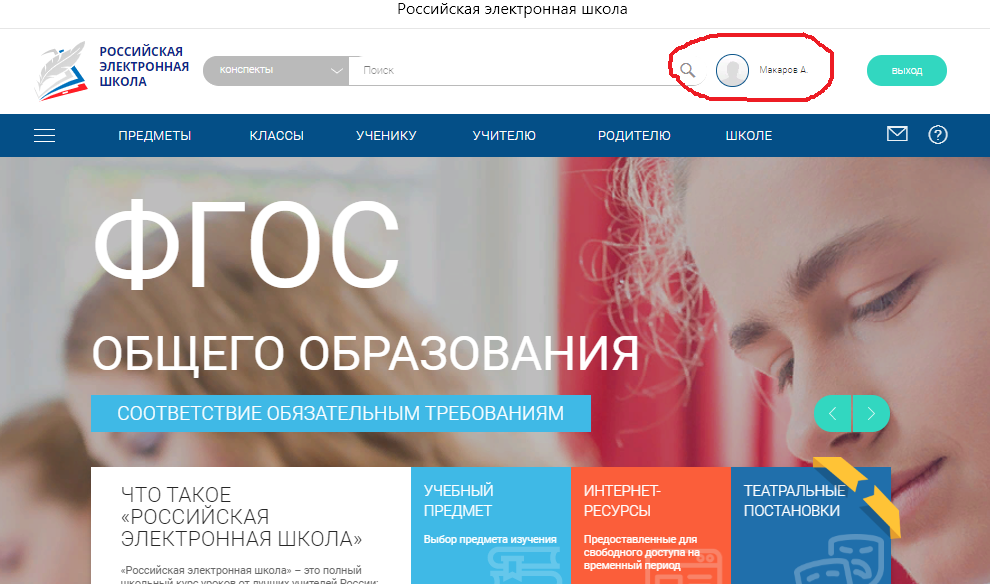 Российская электронная школа
РОССИЙСКАЯ
ЭЛЕКТРОННАЯ
ШКОЛА
конспекты
Поиск
Макаров А.
выход
ПРЕДМЕТЫ
КЛАССЫ
УЧЕНИКУ
УЧИТЕЛЮ
РОДИТЕЛЮ
ШКОЛЕ
ФГОС
ОБЩЕГО ОБРАЗОВАНИЯ
СООТВЕТСТВИЕ ОБЯЗАТЕЛЬНЫМ ТРЕБОВАНИЯМ
ЧТО ТАКОЕ
«РОССИЙСКАЯ
ЭЛЕКТРОННАЯ ШКОЛА»
«Российская электронная школа» – это полный
школьный курс уроков от лучших учителей России;
УЧЕБНЫЙ
ПРЕДМЕТ
Выбор предмета изучения
ИНТЕРНЕТ-
РЕСУРСЫ
Предоставленные для
свободного доступа на
временный период
ТЕАТРАЛЬНЫЕ
ПОСТАНОВКИ